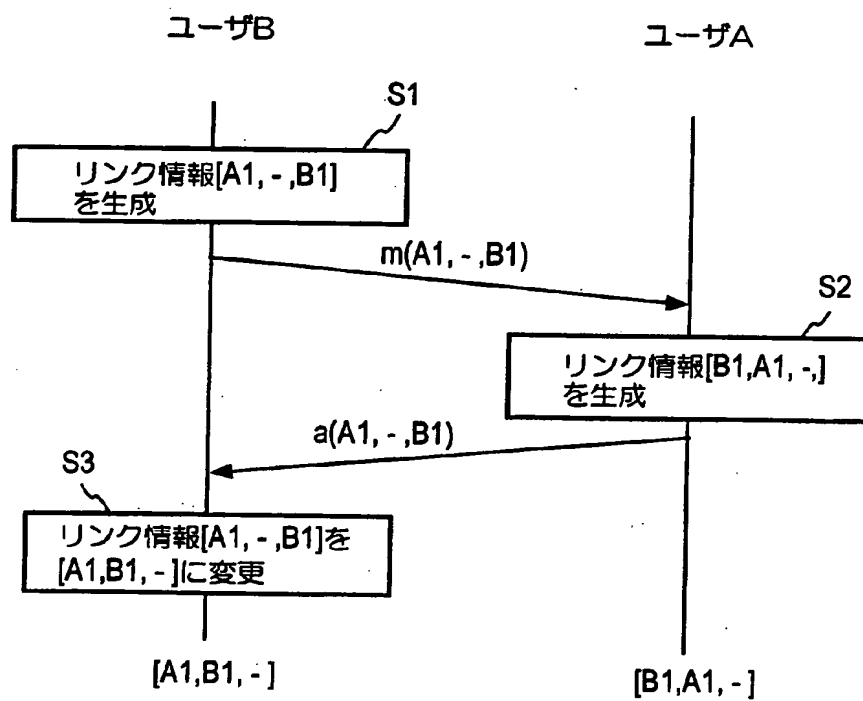 ユーザB
ユーザA
S1
リンク情報[A1, - ,B1]
を生成
m(A1, - ,B1)
S2
リンク情報[B1,A1, -,]
を生成
a(A1, - ,B1)
S3
リンク情報[A1, - ,B1]を
[A1,B1, - ]に変更
[A1,B1, - ]
[B1,A1, - ]